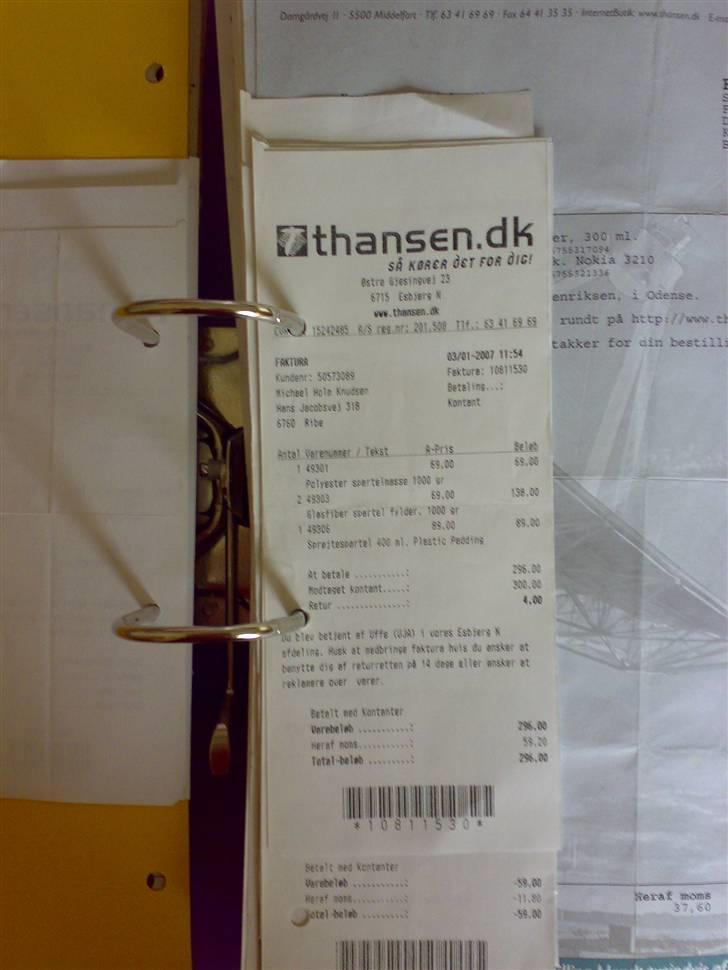 Damgårdvej 11 · 5500 Middelfart · Tlf. 63 41 69 69 · Fax 64 41 35 35 · InternetButik: www.thansen.dk
thansen.dk
SÅ KØRER DET FOR DIG!
Østre Gjesingvej 23
6715 Esbjerg N
www.thansen.dk
15242485 A/S reg.nr: 201.508 Tlf.: 63 41 69 69
FAKTURA 03/01-2007 11:54
Kundenr: 50573089 Faktura: 10811530
Michael Holm Knudsen Betaling...:
Hans Jacobsvej 318 Kontant
6760 Ribe
Antal Varenummer / Tekst A-Pris Beløb
1 49301 69.00 69.00
Polyester spartelmasse 1000 gr
2 49303 69.00 138.00
Glasfiber spartel fylder, 1000 gr
1 49306 89.00 89.00
Sprøjtespartel 400 ml. Plastic Padding
At betale ...........: 296.00
Modtaget kontant.....: 300.00
Retur ...............: 4.00
Du blev betjent af Uffe (UJA) i vores Esbjerg N
afdeling. Husk at medbringe faktura hvis du ønsker at
benytte dig af returretten på 14 dage eller ønsker at
reklamere over varer.
Betalt med Kontanter
Varebeløb ...........: 296.00
Heraf moms...........: 59.20
Total-beløb .........: 296.00
*10811530*
Betalt med Kontanter
Varebeløb ...........: -59.00
Heraf moms...........: -11.80
Total-beløb .........: -59.00
er, 300 ml.
5755317094
k. Nokia 3210
5755321336
enriksen, i Odense.
rundt på http://www.th
takker for din bestilli
Heraf moms
37,60